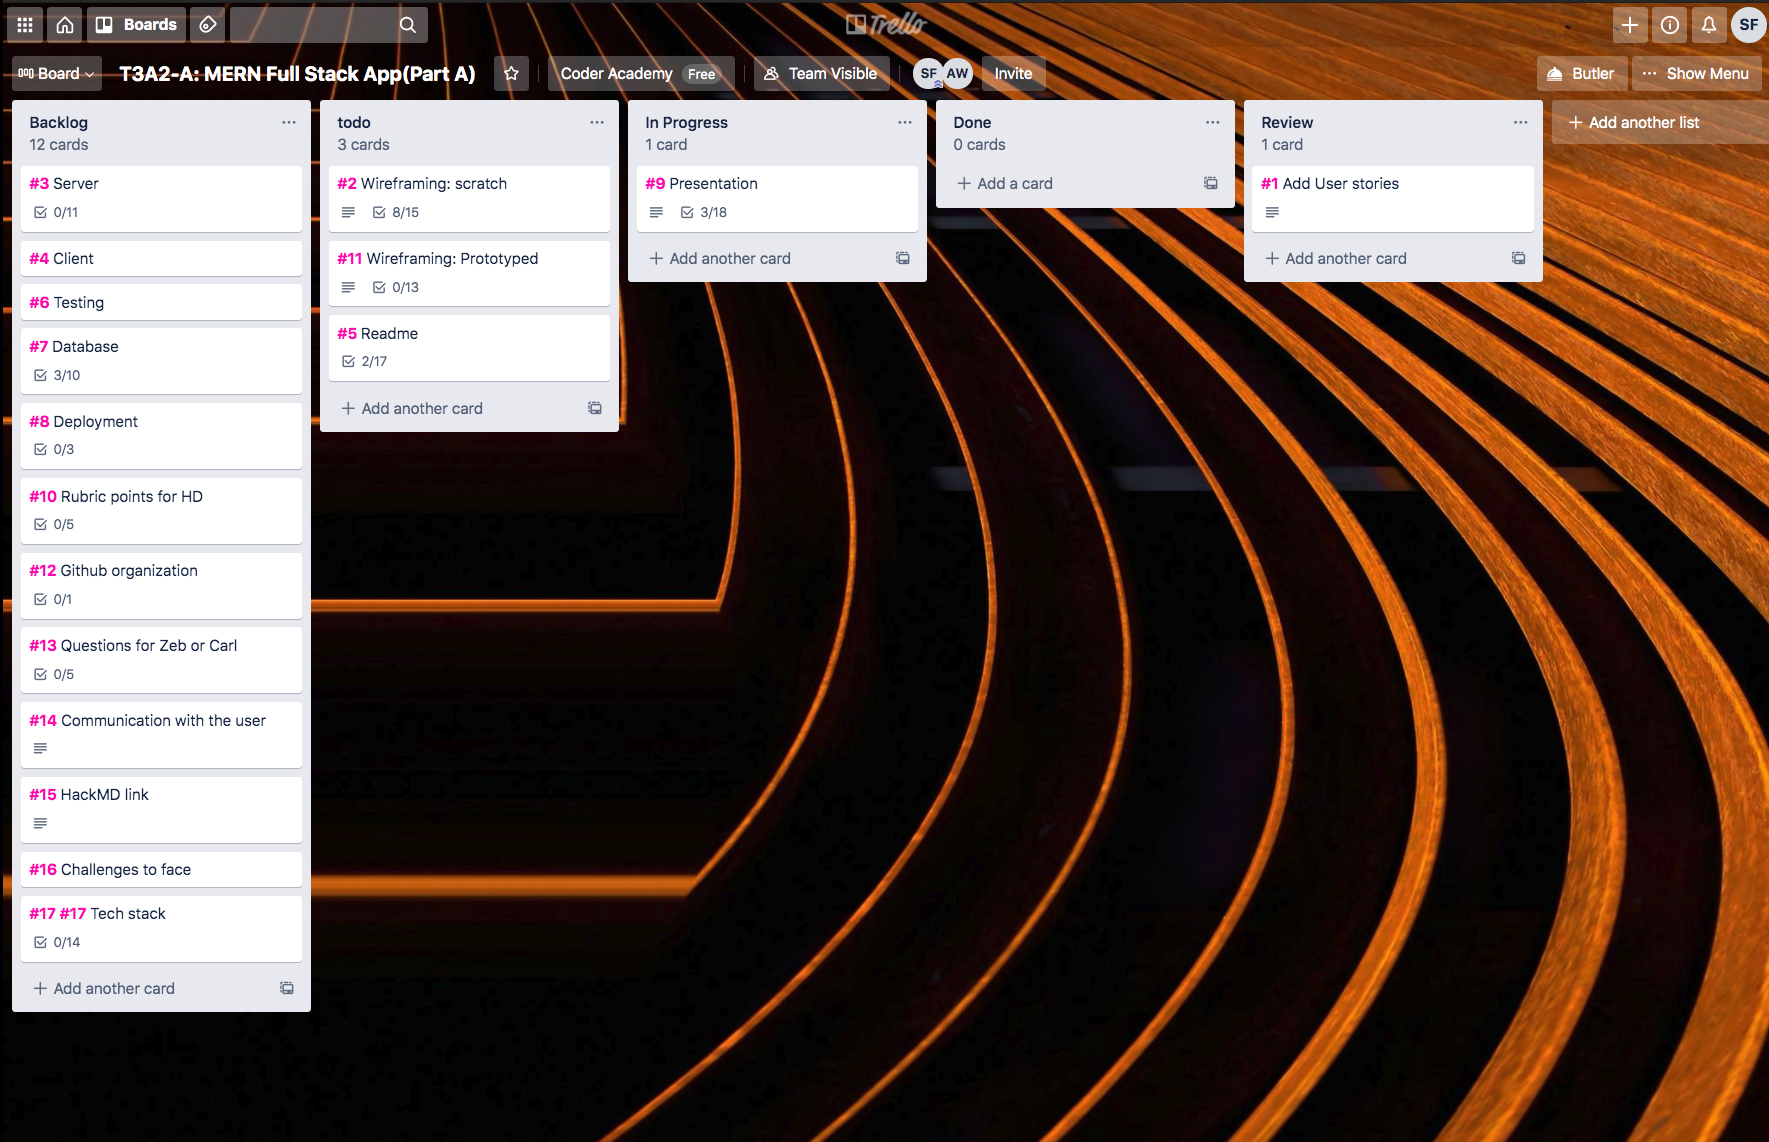 Boards
Trello
SF
Board
T3A2-A: MERN Full Stack App(Part A)
Coder Academy Free
Team Visible
SF AW
Invite
Butler
Show Menu
Backlog
12 cards
#3 Server
0/11
#4 Client
#6 Testing
#7 Database
3/10
#8 Deployment
0/3
#10 Rubric points for HD
0/5
#12 Github organization
0/1
#13 Questions for Zeb or Carl
0/5
#14 Communication with the user
#15 HackMD link
#16 Challenges to face
#17 #17 Tech stack
0/14
Add another card
todo
3 cards
#2 Wireframing: scratch
8/15
#11 Wireframing: Prototyped
0/13
#5 Readme
2/17
Add another card
In Progress
1 card
#9 Presentation
3/18
Add another card
Done
0 cards
Add a card
Review
1 card
#1 Add User stories
Add another card
Add another list